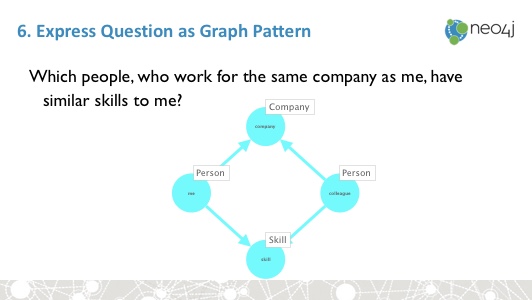 6. Express Question as Graph Pattern
neo4j
Which people, who work for the same company as me, have
similar skills to me?
Company
company
Person
Person
me
colleague
Skill
skill